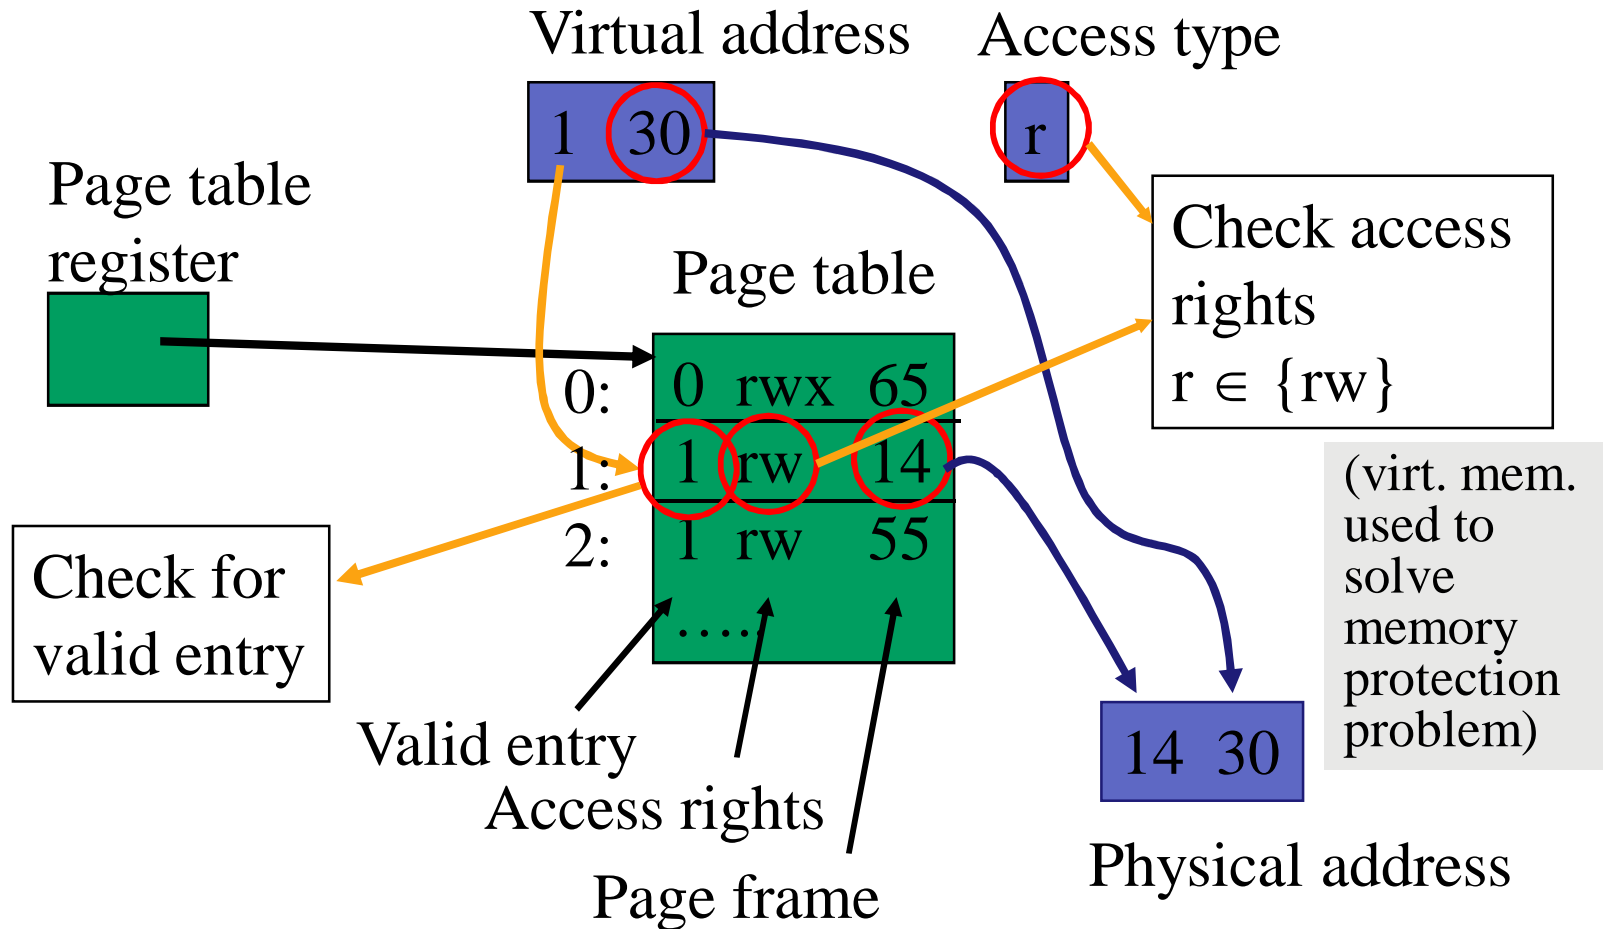 Virtual address
Access type
1 30
r
Page table
register
Page table
Check access
rights
r ∈ {rw}
0: 0 rwx 65
1: 1 rw 14
2: 1 rw 55
.....
Check for
valid entry
(virt. mem.
used to
solve
memory
protection
problem)
Valid entry
Access rights
Page frame
14 30
Physical address